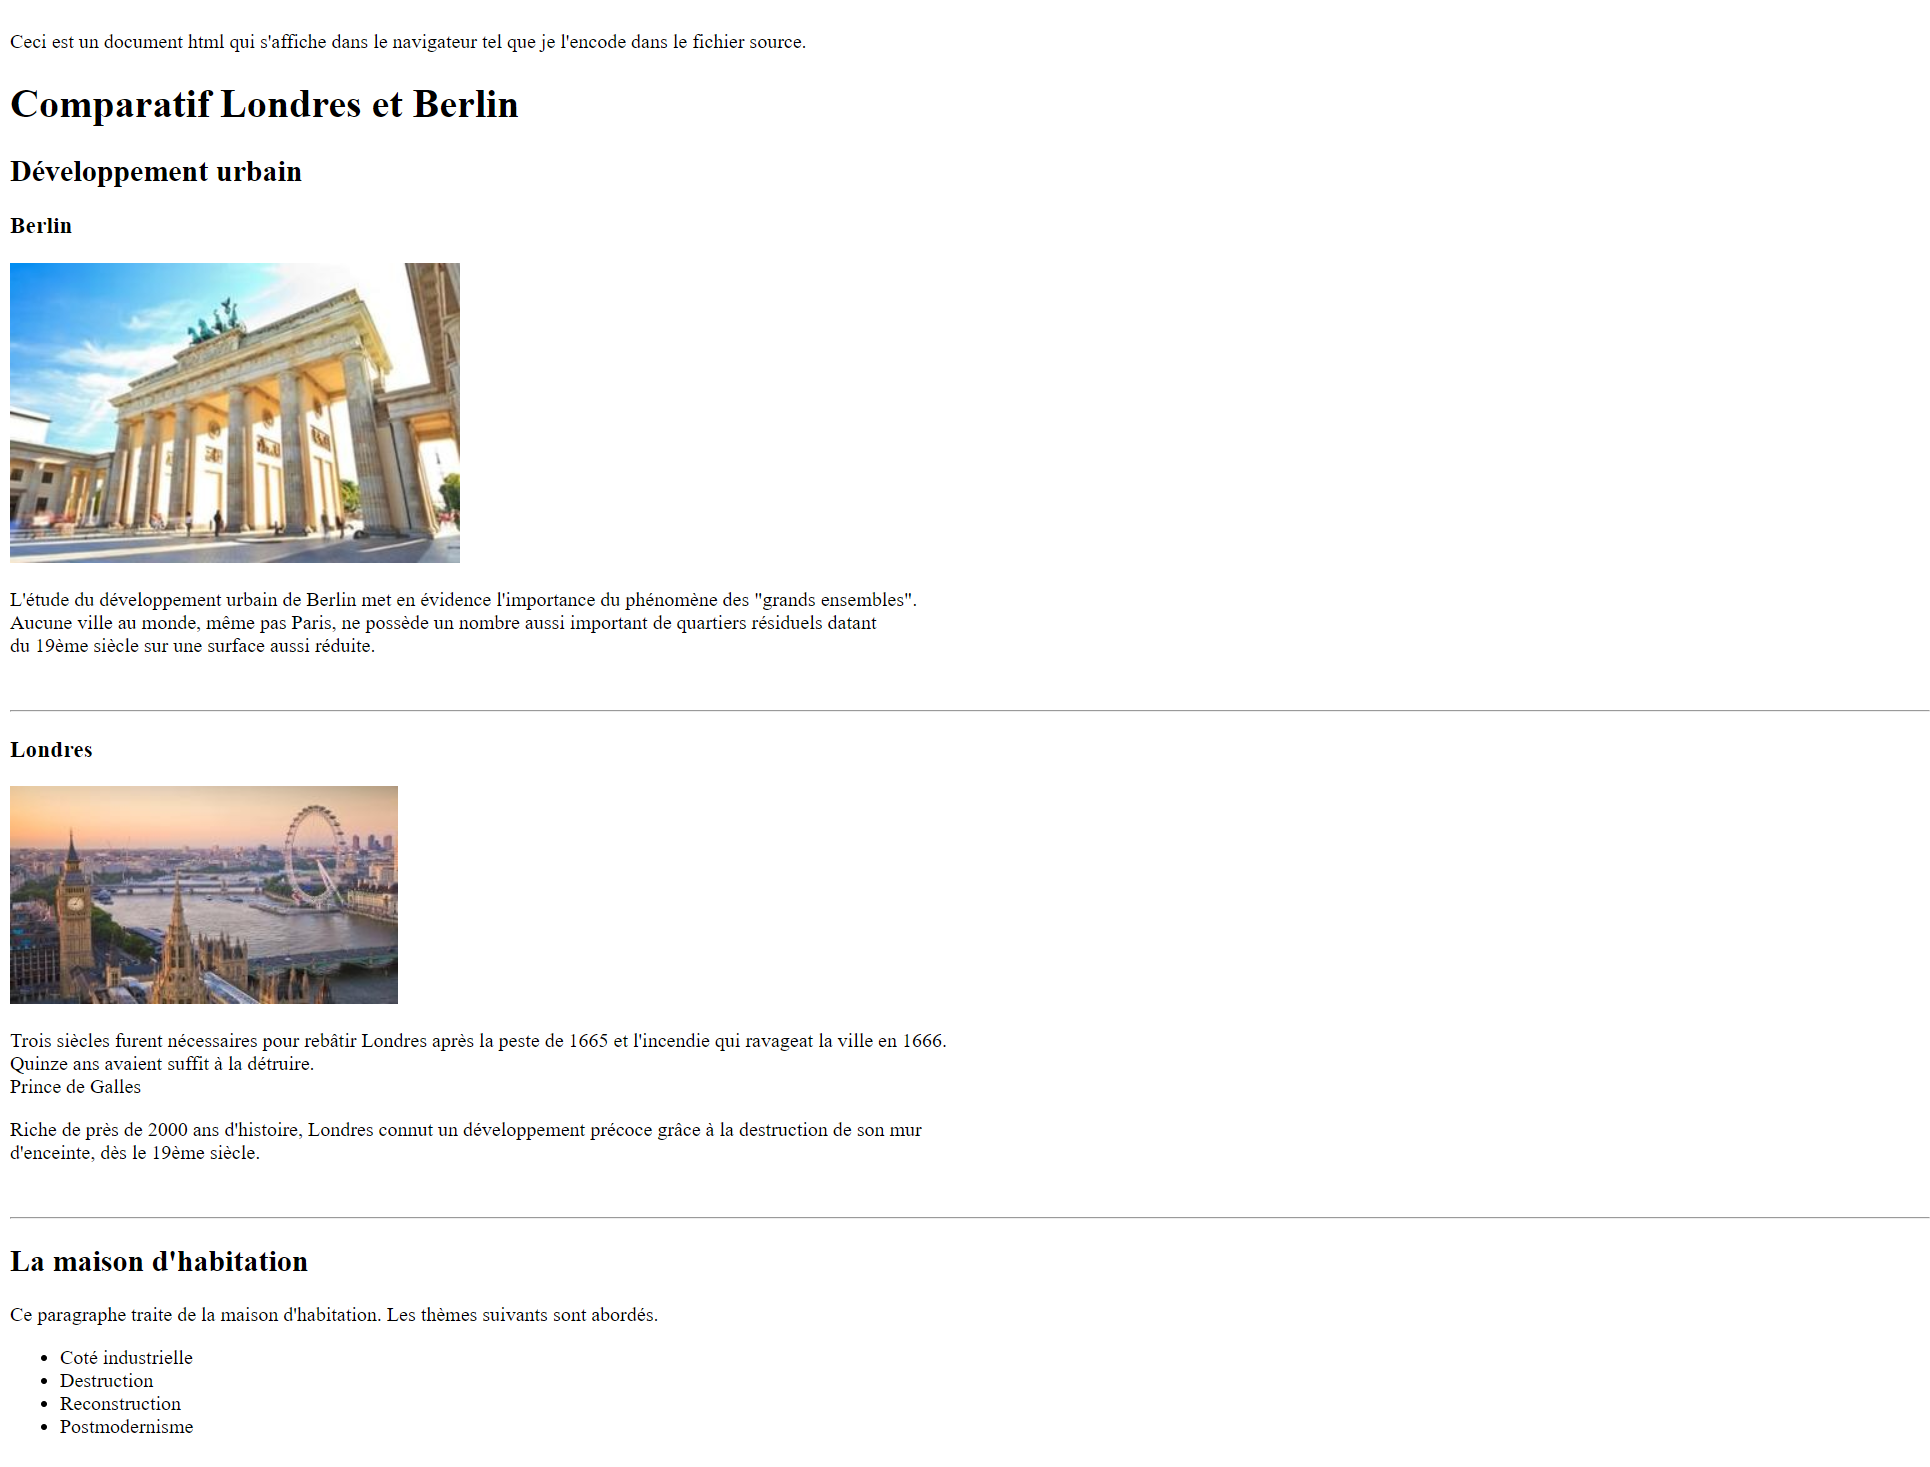 Ceci est un document html qui s'affiche dans le navigateur tel que je l'encode dans le fichier source.
Comparatif Londres et Berlin
Développement urbain
Berlin
L'étude du développement urbain de Berlin met en évidence l'importance du phénomène des "grands ensembles".
Aucune ville au monde, même pas Paris, ne possède un nombre aussi important de quartiers résiduels datant
du 19ème siècle sur une surface aussi réduite.
Londres
Trois siècles furent nécessaires pour rebâtir Londres après la peste de 1665 et l'incendie qui ravageat la ville en 1666.
Quinze ans avaient suffit à la détruire.
Prince de Galles
Riche de près de 2000 ans d'histoire, Londres connut un développement précoce grâce à la destruction de son mur
d'enceinte, dès le 19ème siècle.
La maison d'habitation
Ce paragraphe traite de la maison d'habitation. Les thèmes suivants sont abordés.
Coté industrielle
Destruction
Reconstruction
Postmodernisme